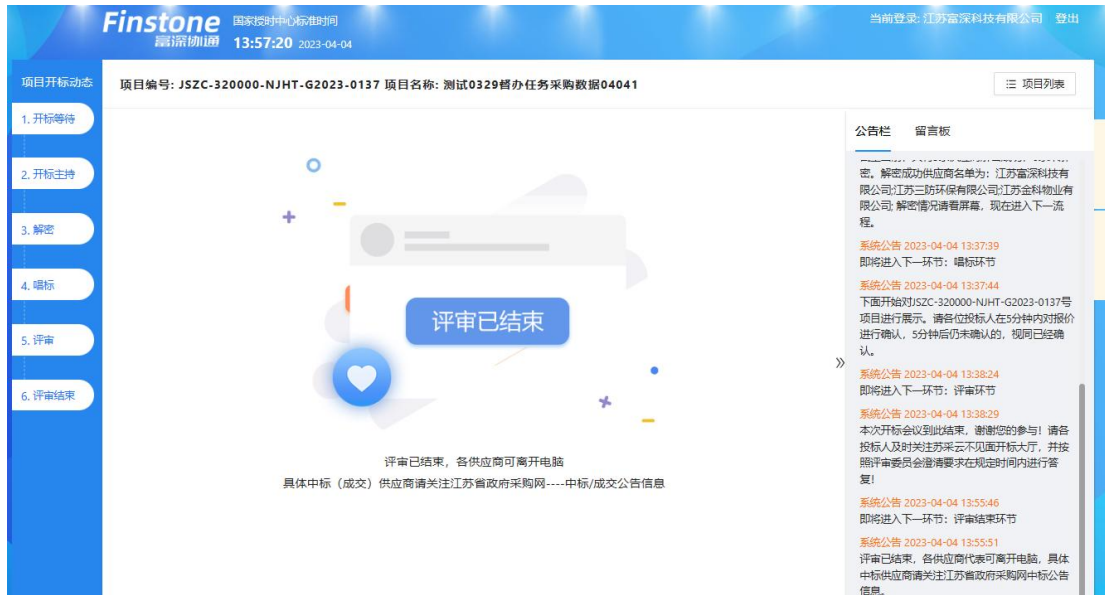 Finstone
富深协通
国家授时中心标准时间
13:57:20 2023-04-04
当前登录: 江苏富深科技有限公司 登出
项目开标动态
1. 开标等待
2. 开标主持
3. 解密
4. 唱标
5. 评审
6. 评审结束
项目编号: JSZC-320000-NJHT-G2023-0137 项目名称: 测试0329督办任务采购数据04041
项目列表
评审已结束
评审已结束，各供应商可离开电脑
具体中标（成交）供应商请关注江苏省政府采购网----中标/成交公告信息
公告栏 留言板
密。解密成功供应商名单为：江苏富深科技有
限公司;江苏三防环保有限公司;江苏金科物业有
限公司; 解密情况请看屏幕，现在进入下一流
程。
系统公告 2023-04-04 13:37:39
即将进入下一环节：唱标环节
系统公告 2023-04-04 13:37:44
下面开始对JSZC-320000-NJHT-G2023-0137号
项目进行展示。请各位投标人在5分钟内对报价
进行确认，5分钟后仍未确认的，视同已经确
认。
系统公告 2023-04-04 13:38:24
即将进入下一环节：评审环节
系统公告 2023-04-04 13:38:29
本次开标会议到此结束，谢谢您的参与！请各
投标人及时关注苏采云不见面开标大厅，并按
照评审委员会澄清要求在规定时间内进行答
复！
系统公告 2023-04-04 13:55:46
即将进入下一环节：评审结束环节
系统公告 2023-04-04 13:55:51
评审已结束，各供应商代表可离开电脑，具体
中标供应商请关注江苏省政府采购网中标公告
信息。